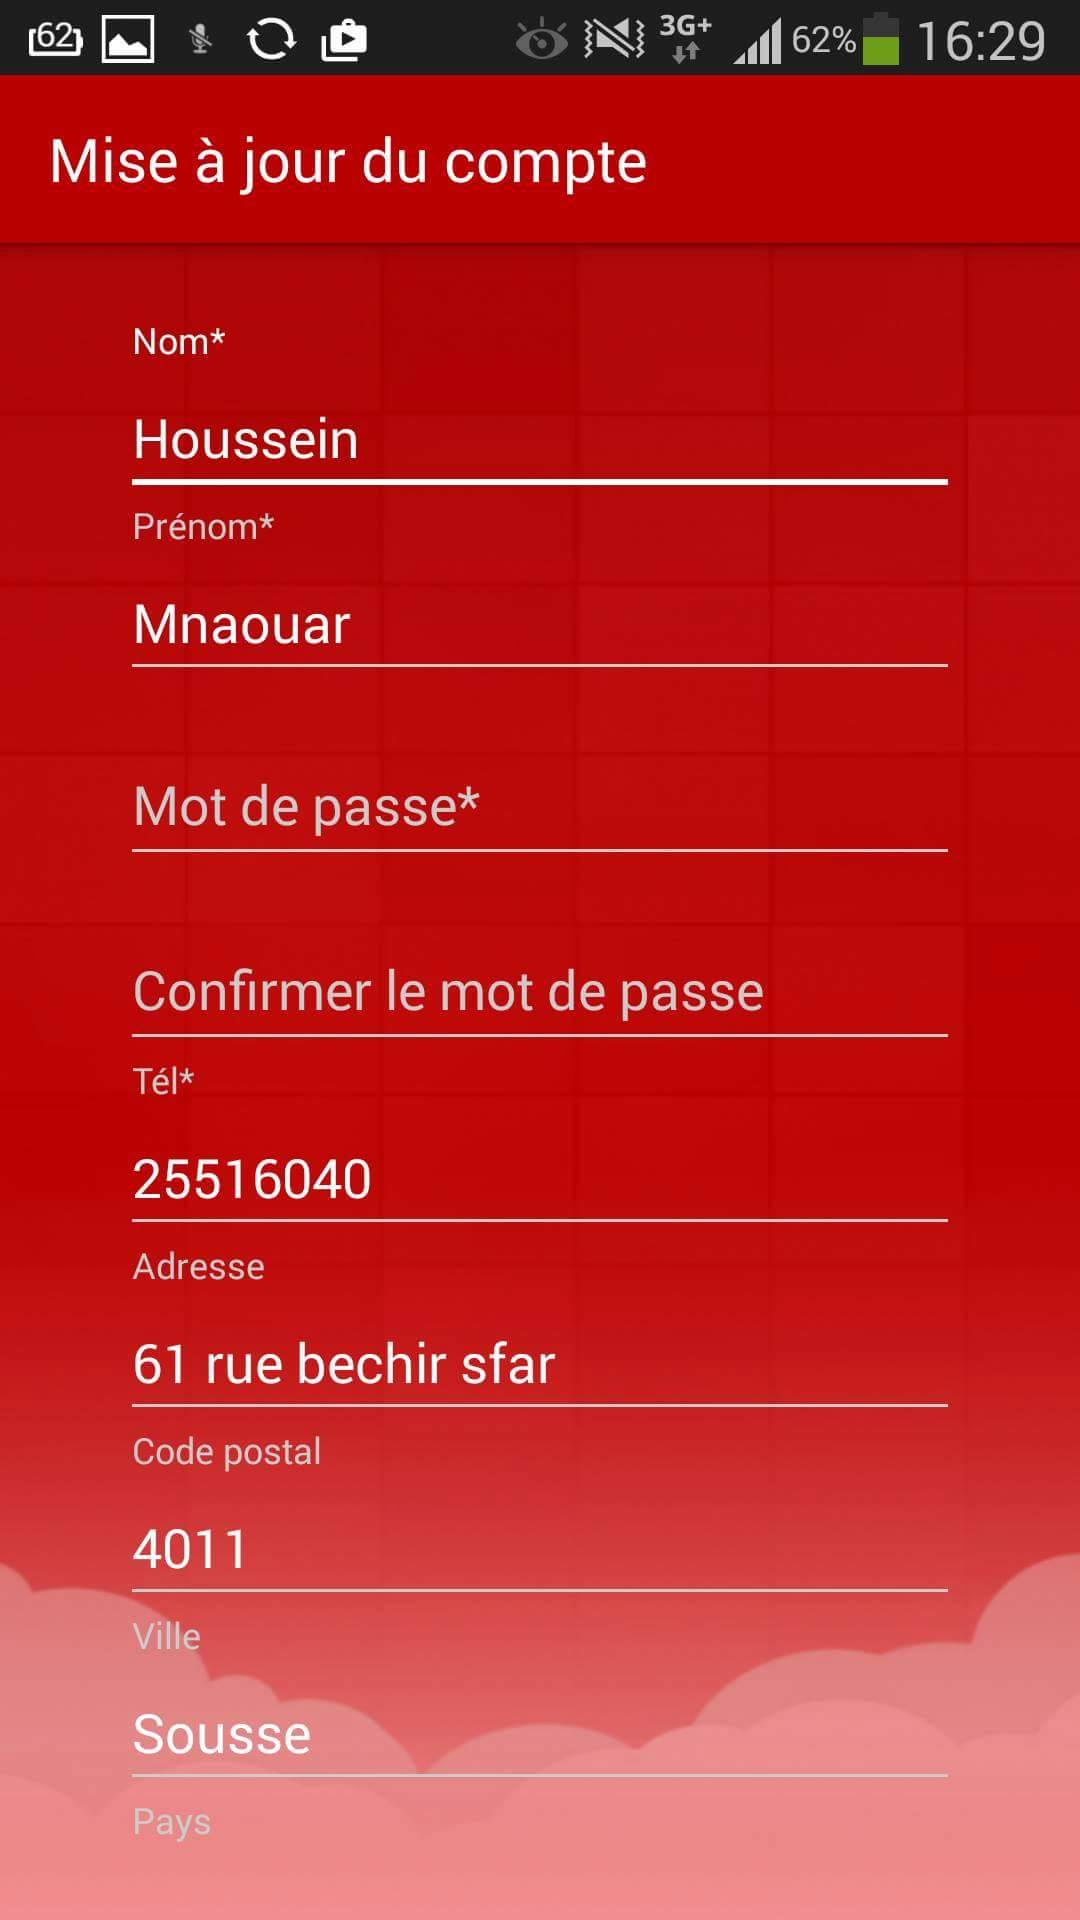 62
3G+
62%
16:29
Mise à jour du compte
Nom*
Houssein
Prénom*
Mnaouar
Mot de passe*
Confirmer le mot de passe
Tél*
25516040
Adresse
61 rue bechir sfar
Code postal
4011
Ville
Sousse
Pays